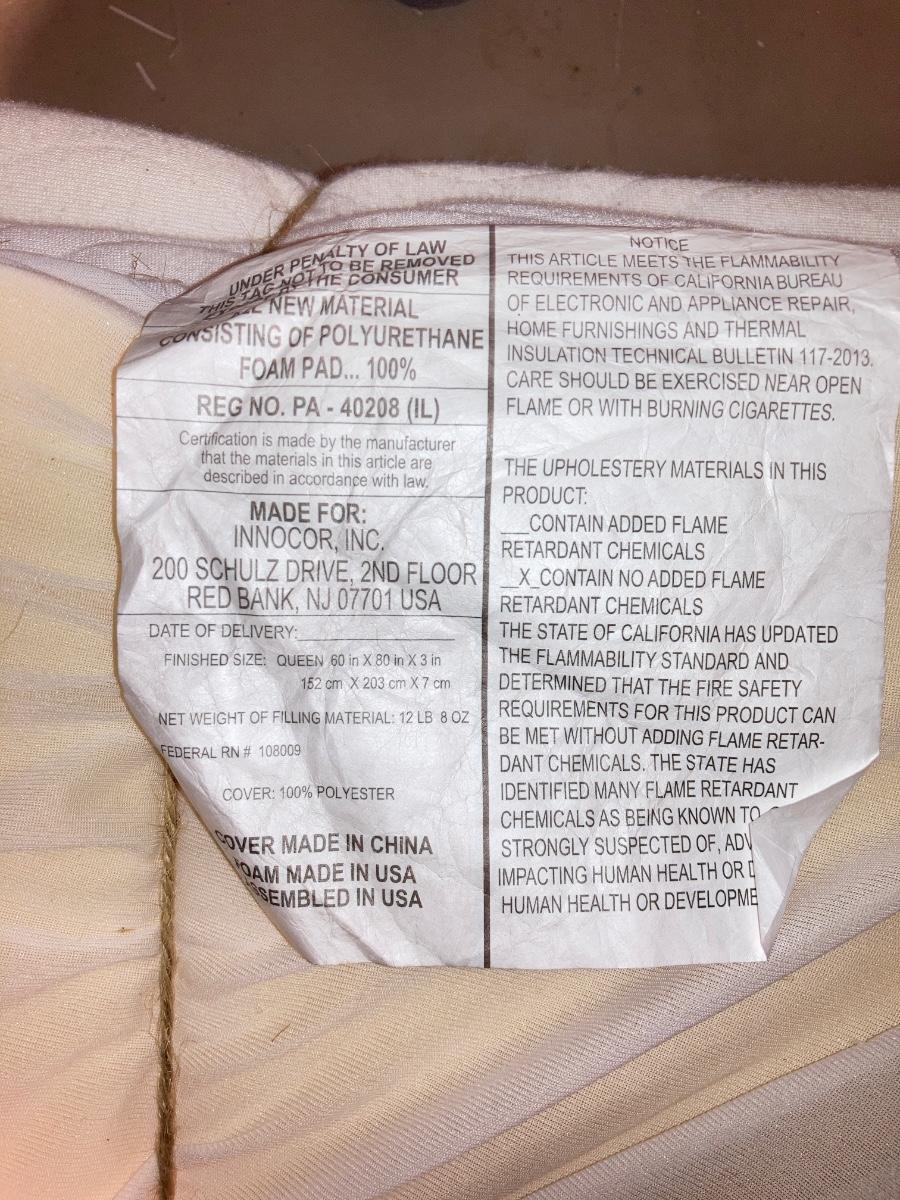 UNDER PENALTY OF LAW
THIS TAG NOT TO BE REMOVED
THE CONSUMER
NEW MATERIAL
CONSISTING OF POLYURETHANE
FOAM PAD... 100%
REG NO. PA - 40208 (IL)
Certification is made by the manufacturer
that the materials in this article are
described in accordance with law.
MADE FOR:
INNOCOR, INC.
200 SCHULZ DRIVE, 2ND FLOOR
RED BANK, NJ 07701 USA
DATE OF DELIVERY:
FINISHED SIZE: QUEEN 60 in X 80 in X 3 in
152 cm X 203 cm X 7 cm
NET WEIGHT OF FILLING MATERIAL: 12 LB 8 OZ
FEDERAL RN # 108009
COVER: 100% POLYESTER
COVER MADE IN CHINA
FOAM MADE IN USA
ASSEMBLED IN USA
NOTICE
THIS ARTICLE MEETS THE FLAMMABILITY
REQUIREMENTS OF CALIFORNIA BUREAU
OF ELECTRONIC AND APPLIANCE REPAIR,
HOME FURNISHINGS AND THERMAL
INSULATION TECHNICAL BULLETIN 117-2013.
CARE SHOULD BE EXERCISED NEAR OPEN
FLAME OR WITH BURNING CIGARETTES.
THE UPHOLESTERY MATERIALS IN THIS
PRODUCT:
___CONTAIN ADDED FLAME
RETARDANT CHEMICALS
__X_CONTAIN NO ADDED FLAME
RETARDANT CHEMICALS
THE STATE OF CALIFORNIA HAS UPDATED
THE FLAMMABILITY STANDARD AND
DETERMINED THAT THE FIRE SAFETY
REQUIREMENTS FOR THIS PRODUCT CAN
BE MET WITHOUT ADDING FLAME RETAR-
DANT CHEMICALS. THE STATE HAS
IDENTIFIED MANY FLAME RETARDANT
CHEMICALS AS BEING KNOWN TO
STRONGLY SUSPECTED OF, ADV
IMPACTING HUMAN HEALTH OR D
HUMAN HEALTH OR DEVELOPME